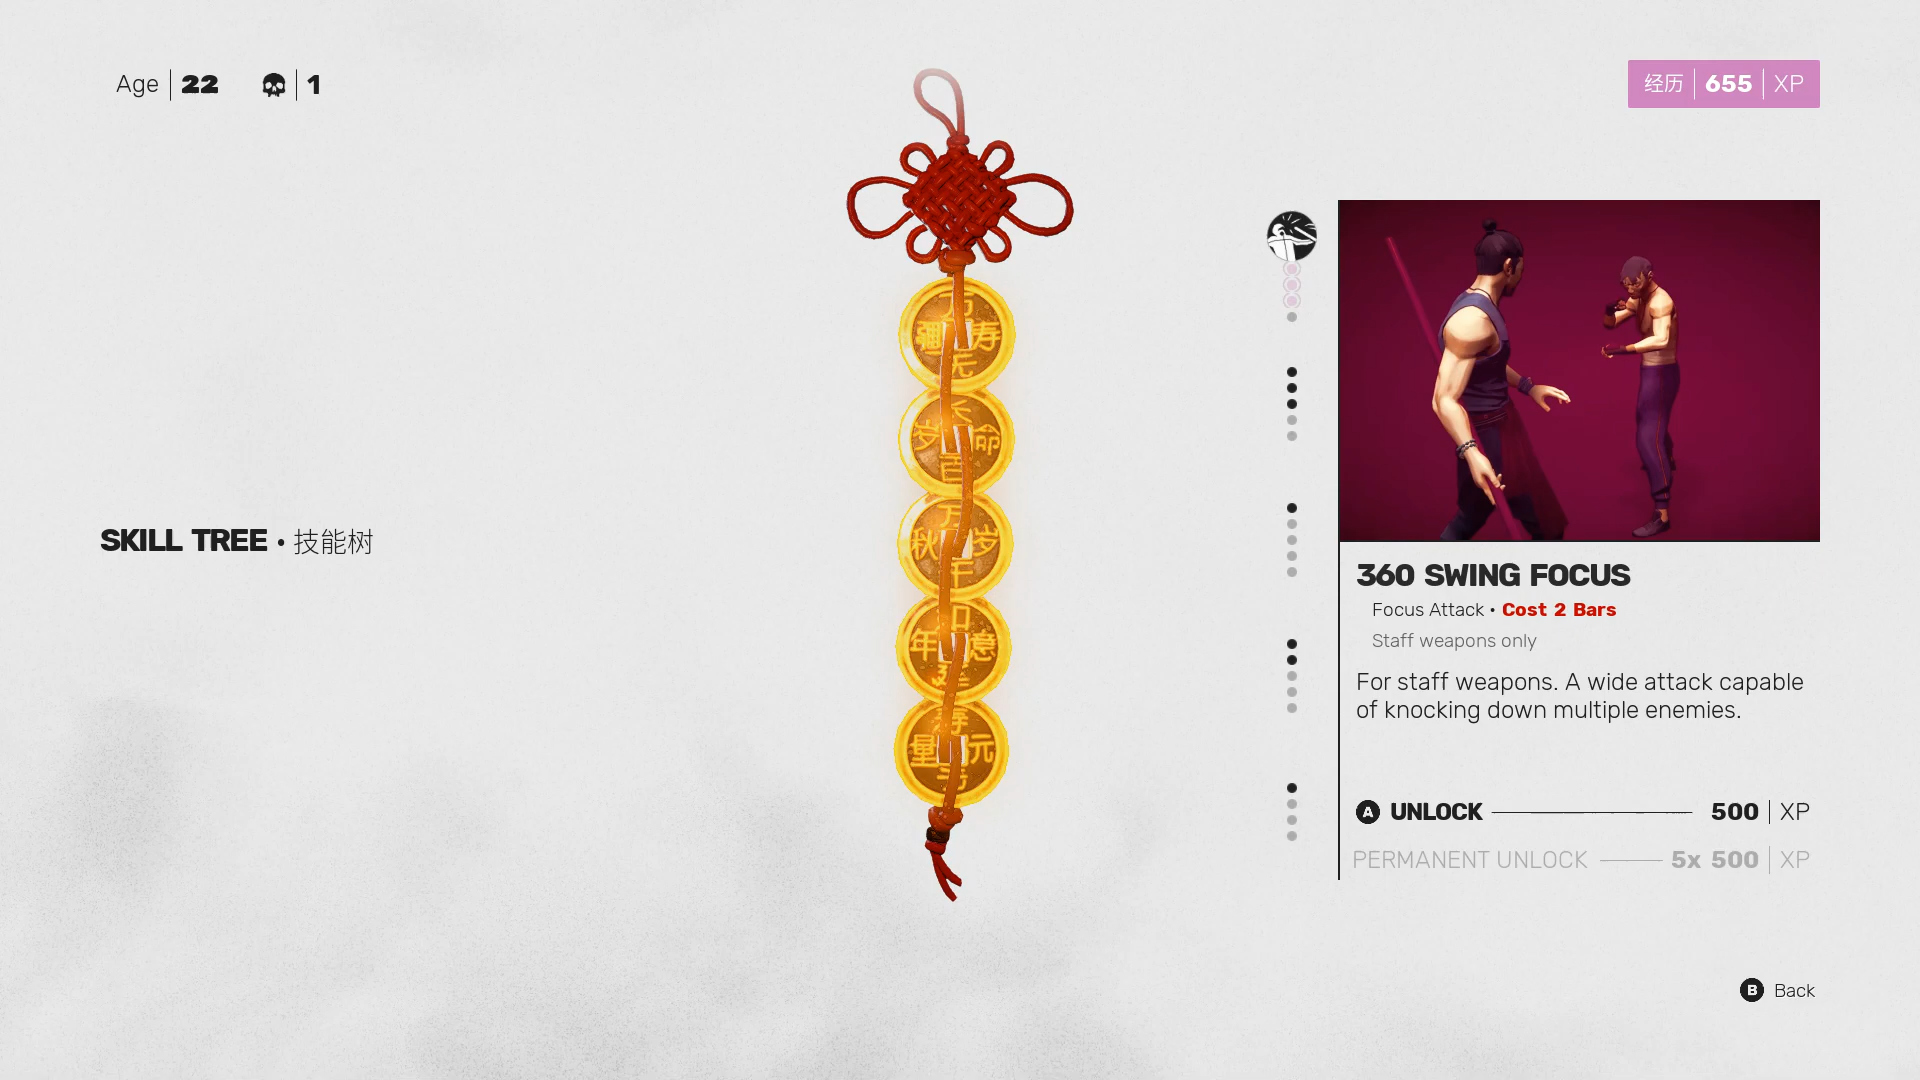 Age | 22 1
经历 | 655 | XP
SKILL TREE • 技能树
360 SWING FOCUS
Focus Attack • Cost 2 Bars
Staff weapons only
For staff weapons. A wide attack capable
of knocking down multiple enemies.
A UNLOCK 500 | XP
PERMANENT UNLOCK 5x 500 | XP
B Back